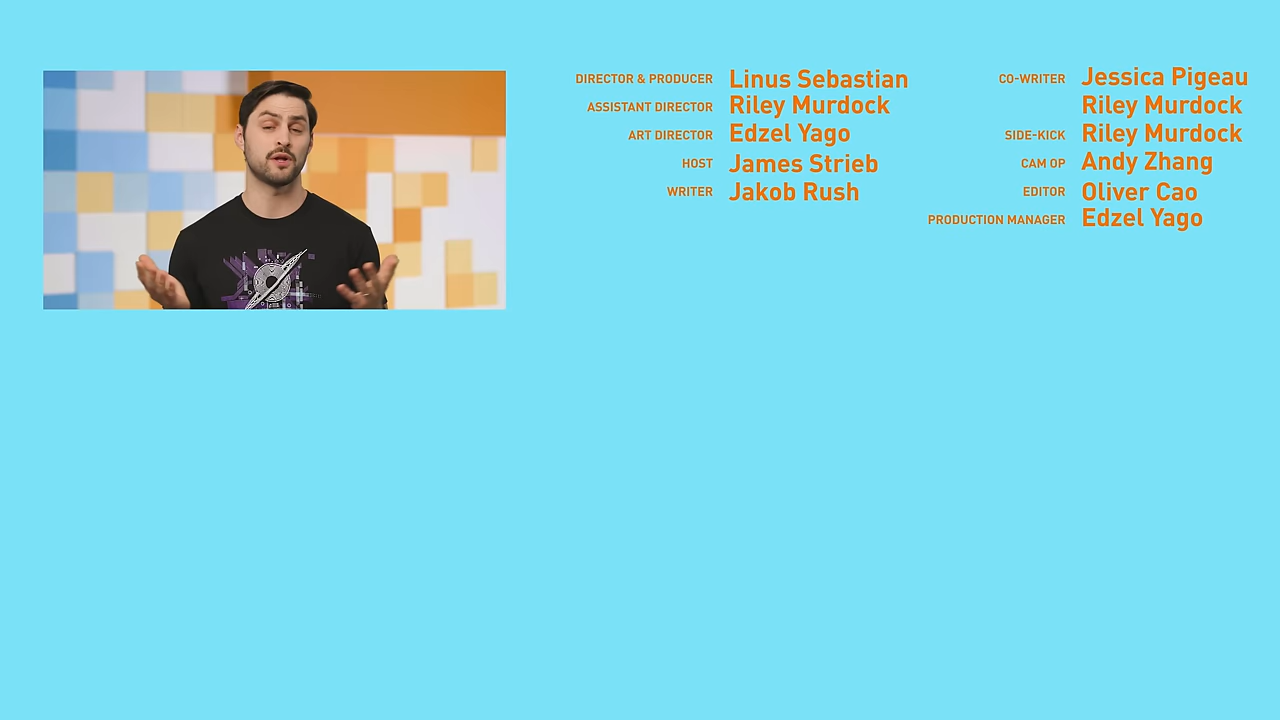 DIRECTOR & PRODUCER Linus Sebastian
ASSISTANT DIRECTOR Riley Murdock
ART DIRECTOR Edzel Yago
HOST James Strieb
WRITER Jakob Rush
CO-WRITER Jessica Pigeau
Riley Murdock
SIDE-KICK Riley Murdock
CAM OP Andy Zhang
EDITOR Oliver Cao
PRODUCTION MANAGER Edzel Yago